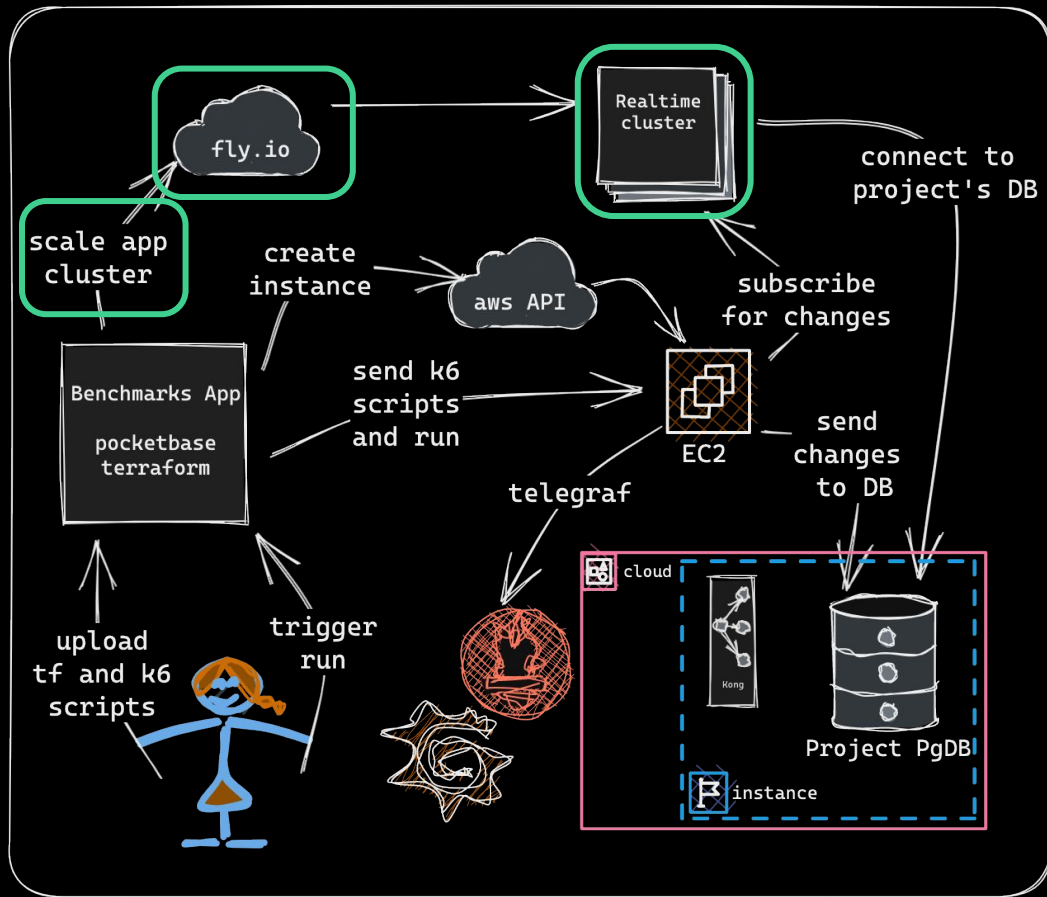 fly.io
Realtime
cluster
connect to
project's DB
scale app
cluster
create
instance
aws API
subscribe
for changes
Benchmarks App
pocketbase
terraform
send k6
scripts
and run
EC2
send
changes
to DB
telegraf
cloud
upload
tf and k6
scripts
trigger
run
Kong
Project PgDB
instance